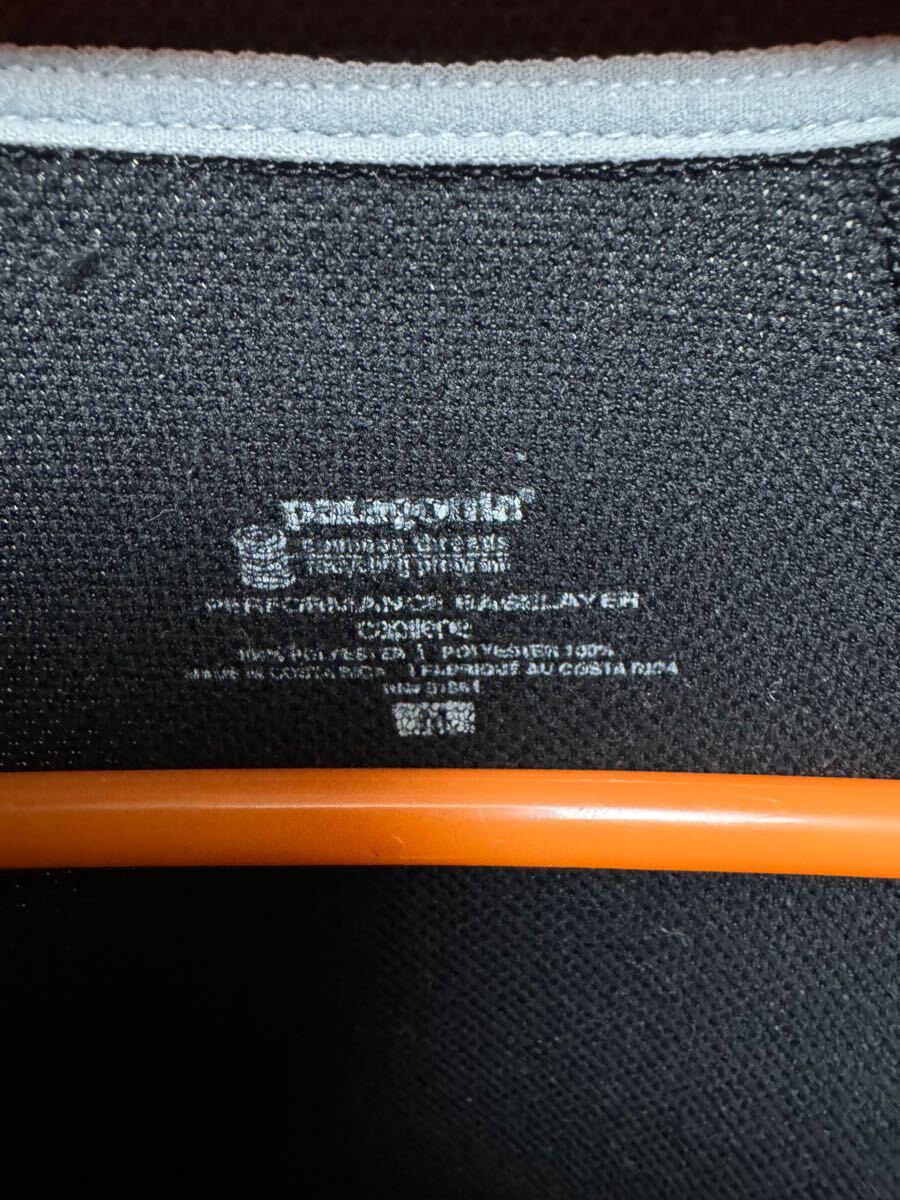 patagonia®
common threads
recycling program
PERFORMANCE BASELAYER
capilene
100% POLYESTER | POLYESTER 100%
MADE IN COSTA RICA | FABRIQUÉ AU COSTA RICA
M